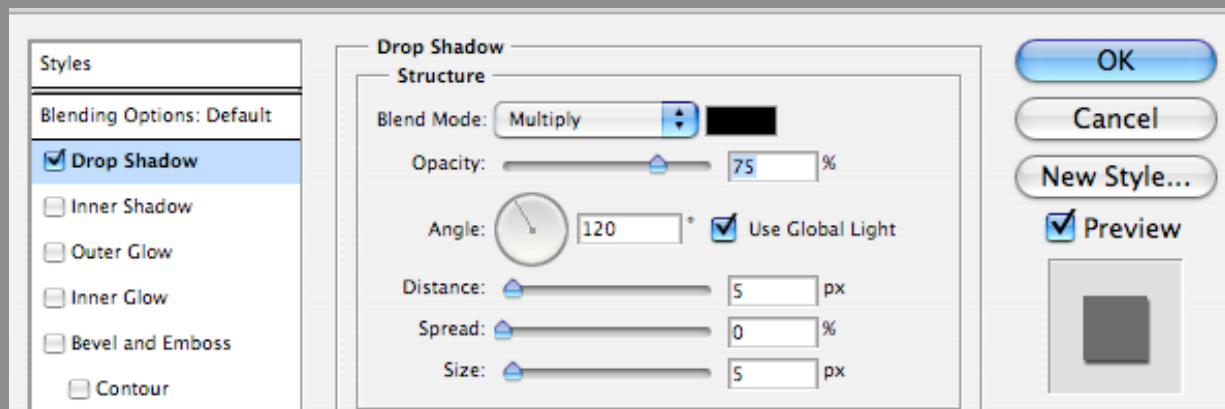 Styles
Blending Options: Default
Drop Shadow
Inner Shadow
Outer Glow
Inner Glow
Bevel and Emboss
Contour
Drop Shadow
Structure
Blend Mode: Multiply
Opacity: 75 %
Angle: 120 ° Use Global Light
Distance: 5 px
Spread: 0 %
Size: 5 px
OK
Cancel
New Style...
Preview